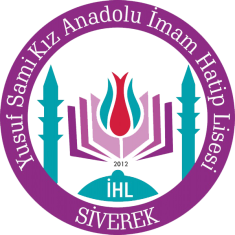 Yusuf Sami Kız Anadolu İmam Hatip Lisesi
2012
İHL
SİVEREK